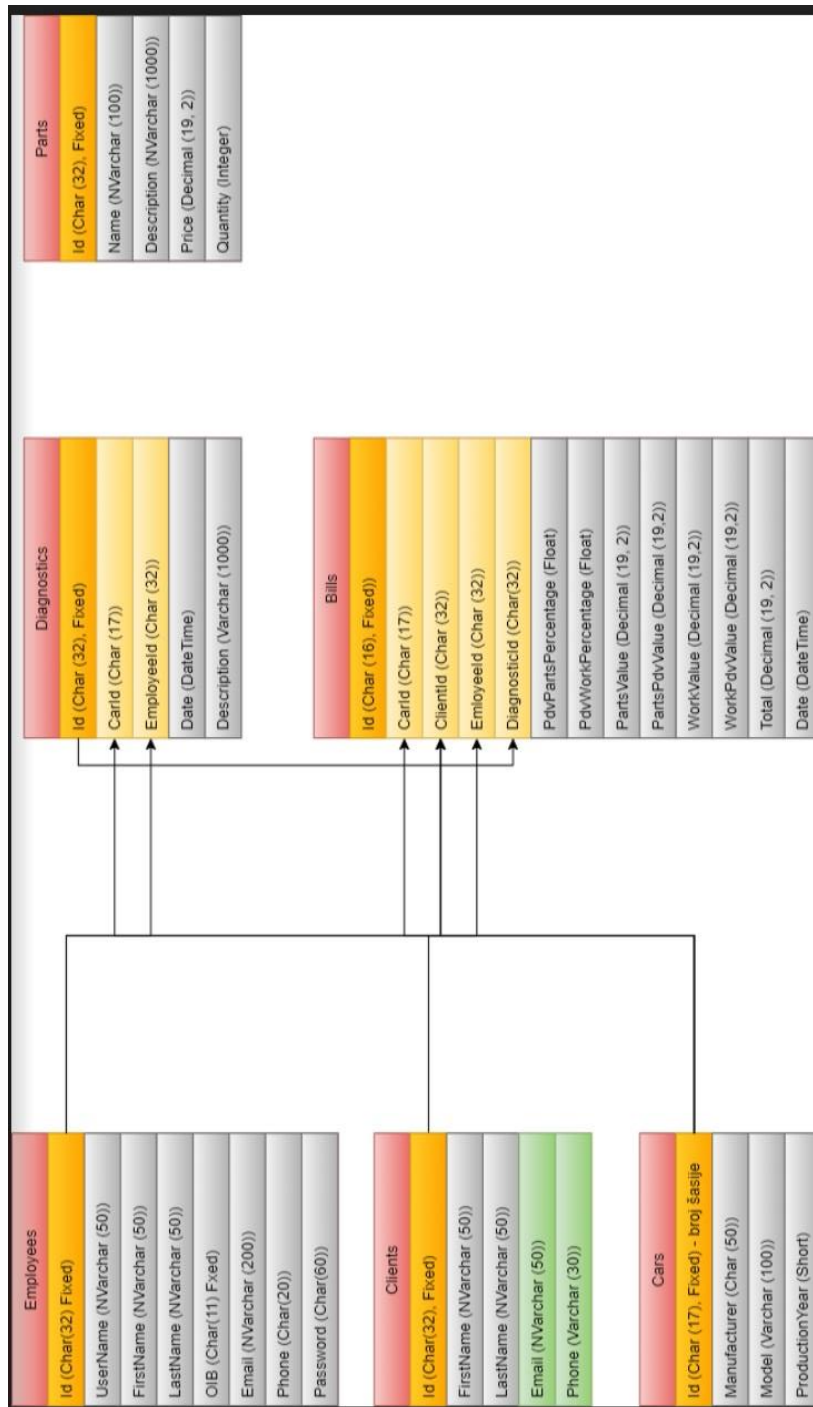 Employees
Id (Char(32) Fixed)
UserName (NVarchar (50))
FirstName (NVarchar (50))
LastName (NVarchar (50))
OIB (Char(11) Fxed)
Email (NVarchar (200))
Phone (Char(20))
Password (Char(60))
Clients
Id (Char(32), Fixed)
FirstName (NVarchar (50))
LastName (NVarchar (50))
Email (NVarchar (50))
Phone (Varchar (30))
Cars
Id (Char (17), Fixed) - broj šasije
Manufacturer (Char (50))
Model (Varchar (100))
ProductionYear (Short)
Diagnostics
Id (Char (32), Fixed)
CarId (Char (17))
EmployeeId (Char (32))
Date (DateTime)
Description (Varchar (1000))
Bills
Id (Char (16), Fixed))
CarId (Char (17))
ClientId (Char (32))
EmloyeeId (Char (32))
DiagnosticId (Char(32))
PdvPartsPercentage (Float)
PdvWorkPercentage (Float)
PartsValue (Decimal (19, 2))
PartsPdvValue (Decimal (19,2))
WorkValue (Decimal (19,2))
WorkPdvValue (Decimal (19,2))
Total (Decimal (19, 2))
Date (DateTime)
Parts
Id (Char (32), Fixed)
Name (NVarchar (100))
Description (NVarchar (1000))
Price (Decimal (19, 2))
Quantity (Integer)